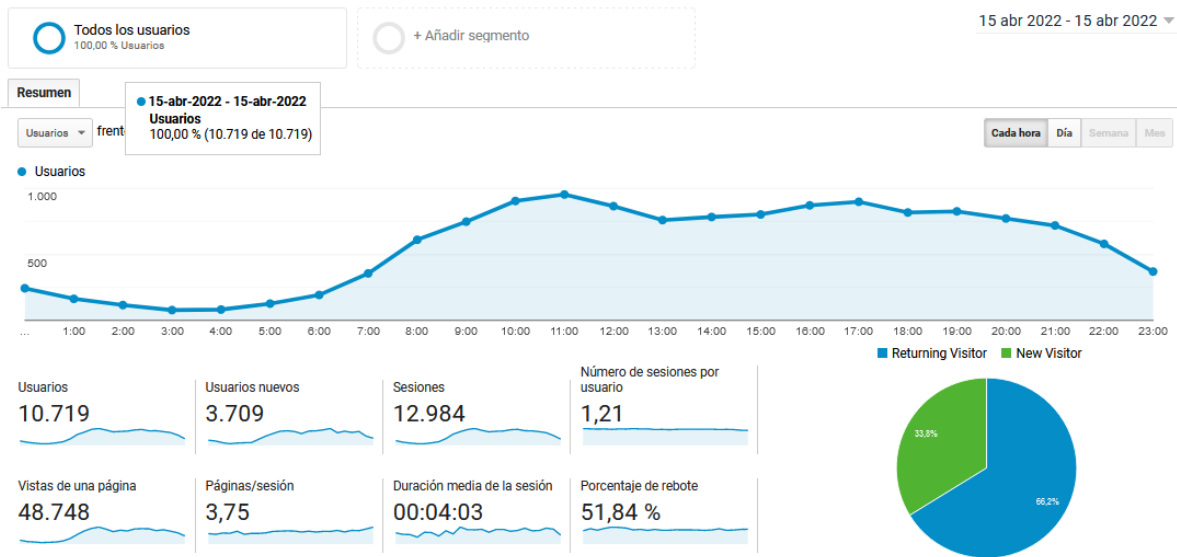 Todos los usuarios
100,00 % Usuarios
+ Añadir segmento
15 abr 2022 - 15 abr 2022
Resumen
15-abr-2022 - 15-abr-2022
Usuarios
100,00 % (10.719 de 10.719)
Usuarios
Cada hora Día Semana Mes
Usuarios
1.000
500
... 1:00 2:00 3:00 4:00 5:00 6:00 7:00 8:00 9:00 10:00 11:00 12:00 13:00 14:00 15:00 16:00 17:00 18:00 19:00 20:00 21:00 22:00 23:00
Returning Visitor New Visitor
33,8%
66,2%
Usuarios
10.719
Usuarios nuevos
3.709
Sesiones
12.984
Número de sesiones por
usuario
1,21
Vistas de una página
48.748
Páginas/sesión
3,75
Duración media de la sesión
00:04:03
Porcentaje de rebote
51,84 %